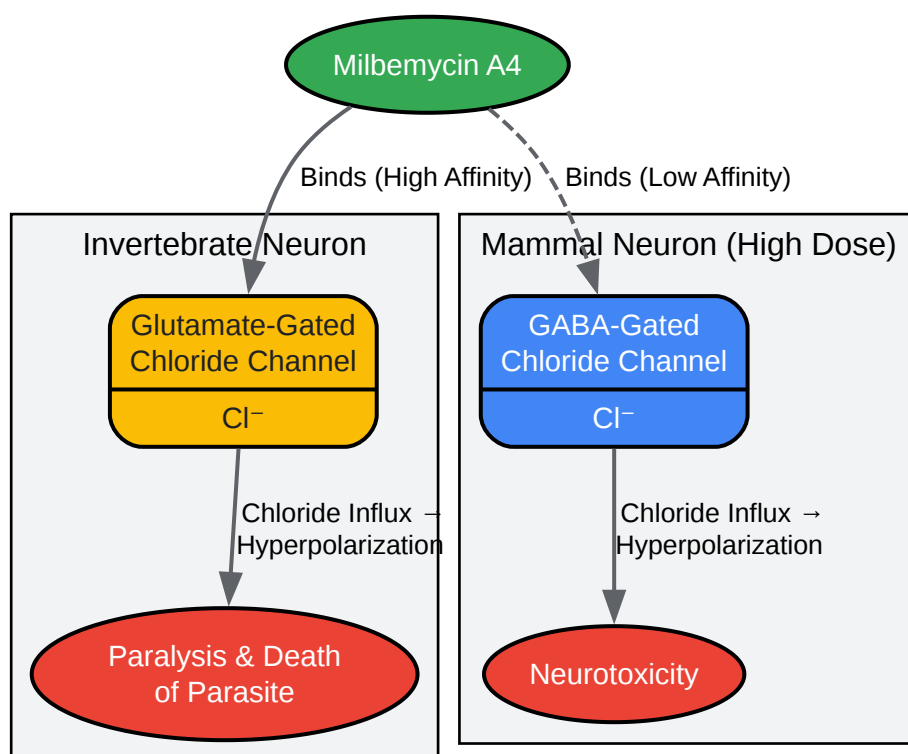 Milbemycin A4
Binds (High Affinity)
Binds (Low Affinity)
Invertebrate Neuron
Mammal Neuron (High Dose)
Glutamate-Gated
Chloride Channel
Cl⁻
GABA-Gated
Chloride Channel
Cl⁻
Chloride Influx →
Hyperpolarization
Chloride Influx →
Hyperpolarization
Paralysis & Death
of Parasite
Neurotoxicity